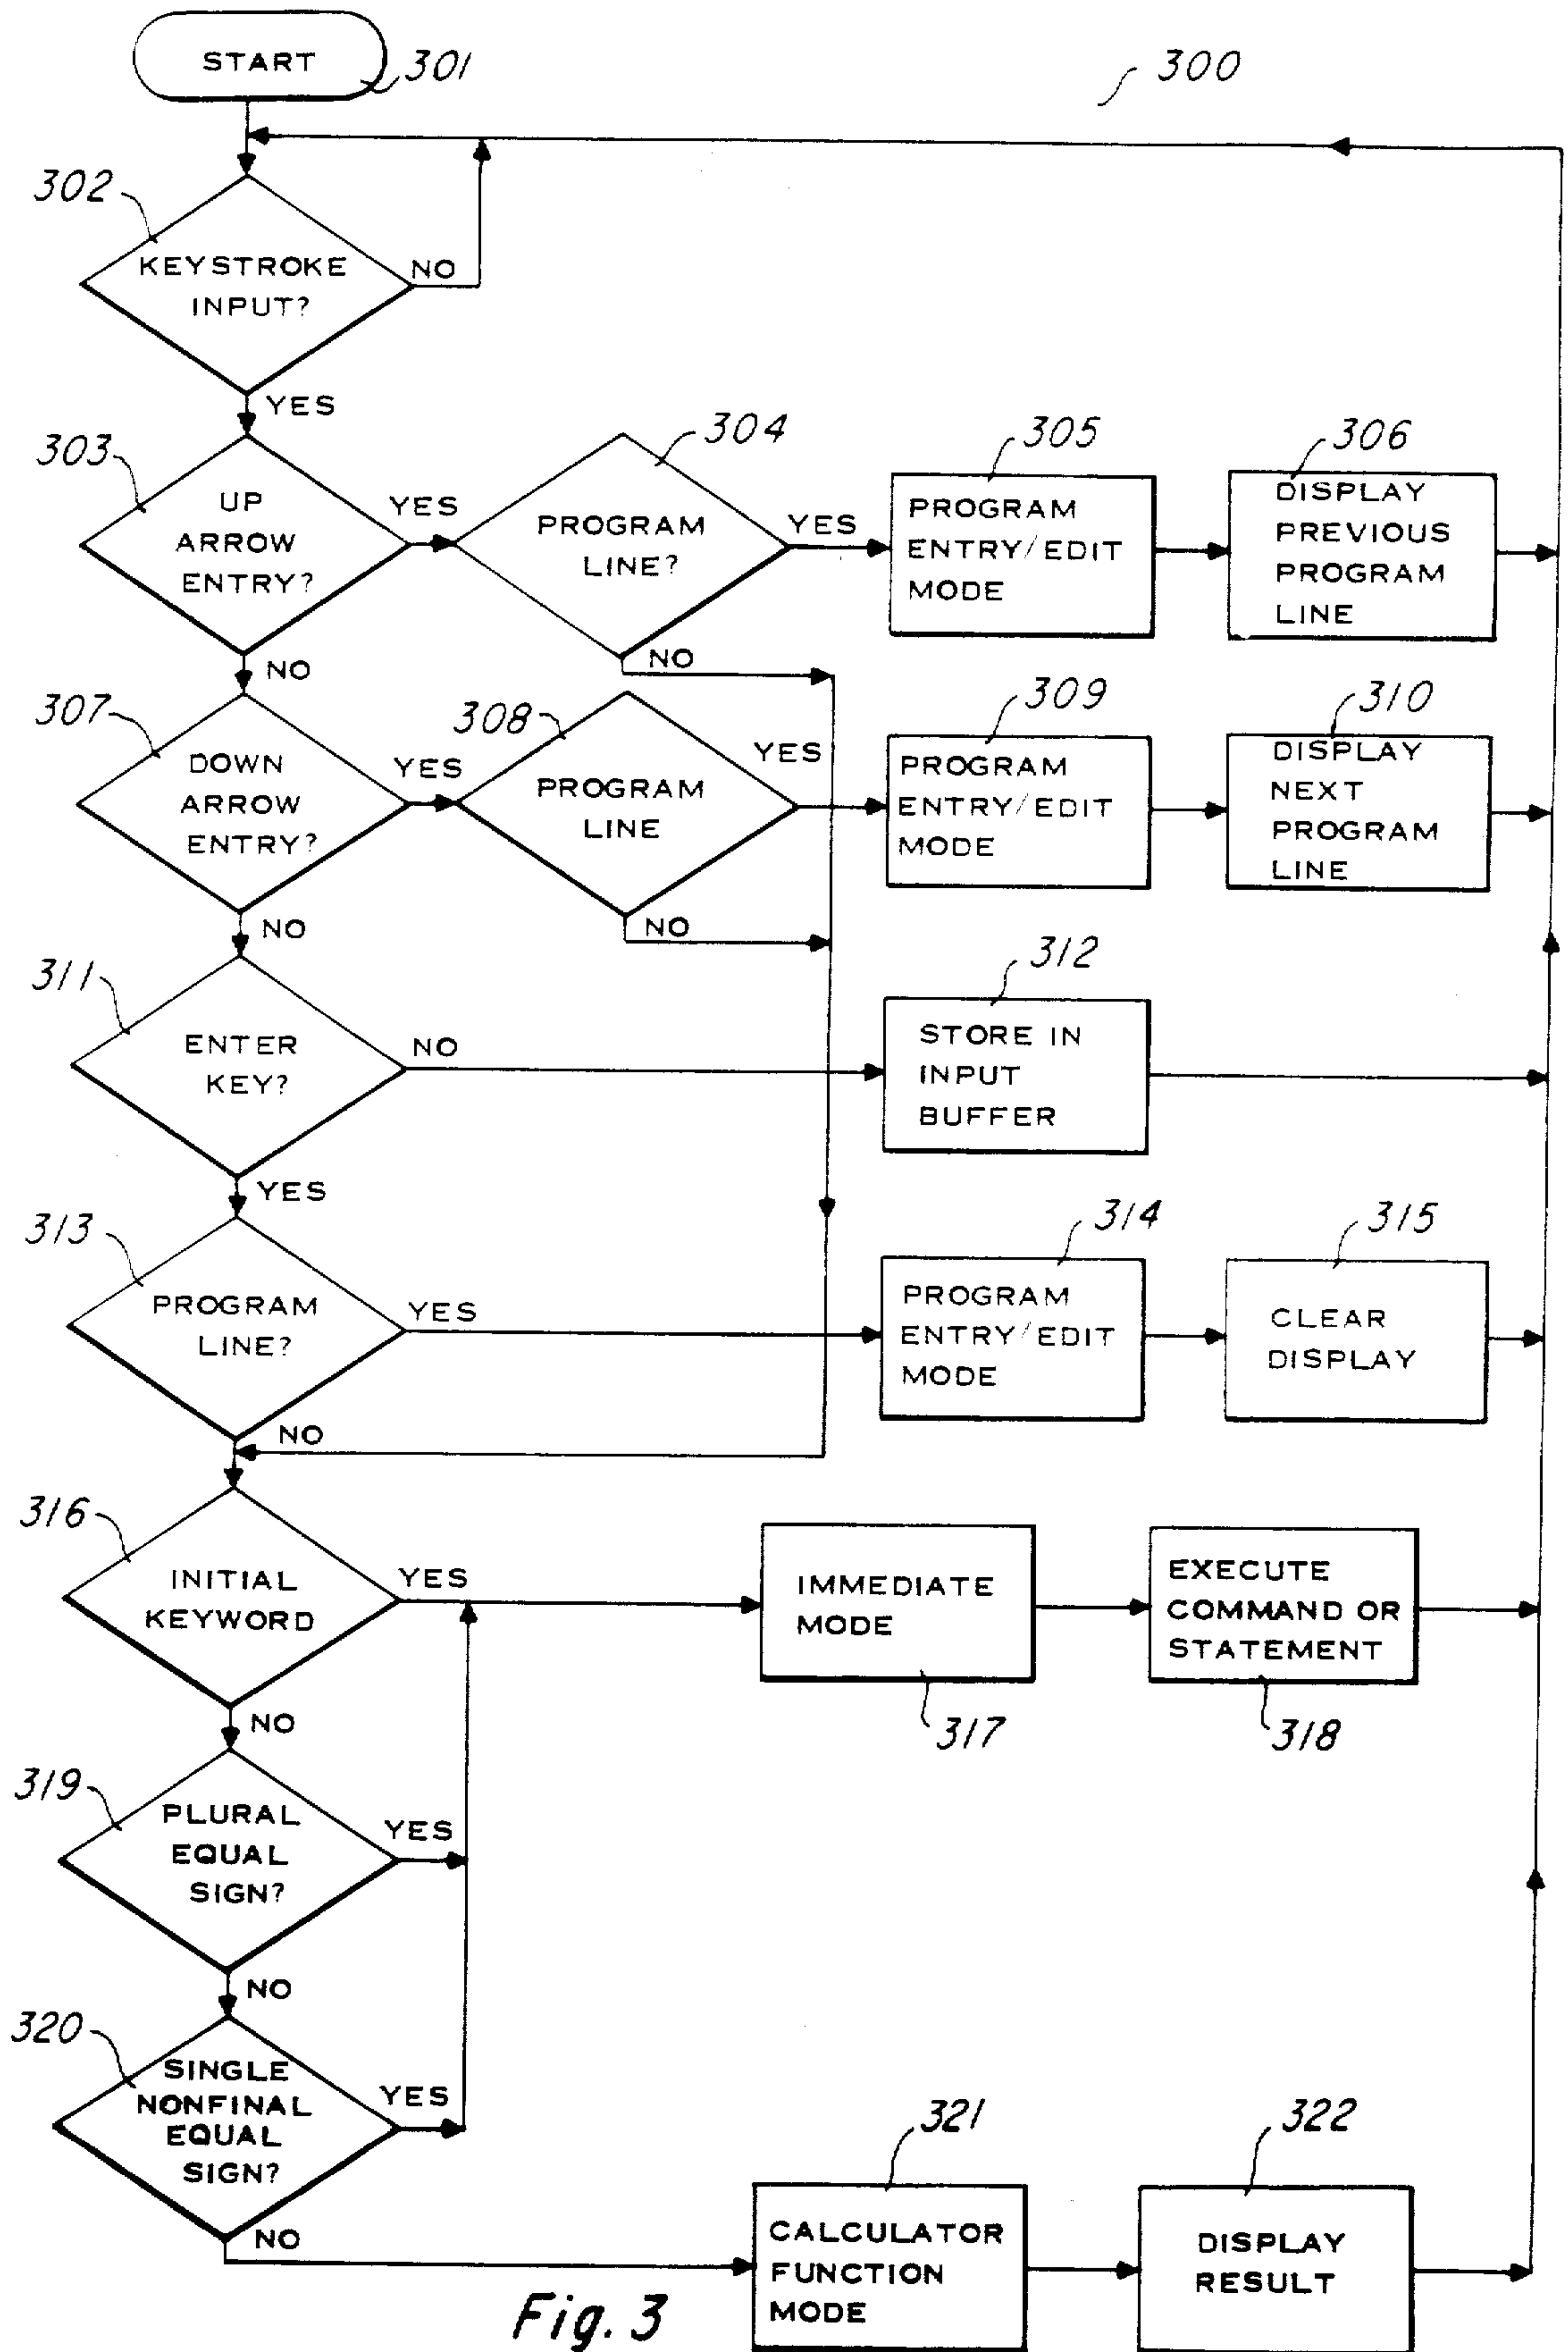 START
301
300
302
KEYSTROKE
INPUT?
NO
YES
303
UP
ARROW
ENTRY?
YES
304
PROGRAM
LINE?
YES
305
PROGRAM
ENTRY/EDIT
MODE
306
DISPLAY
PREVIOUS
PROGRAM
LINE
NO
NO
307
DOWN
ARROW
ENTRY?
YES
308
PROGRAM
LINE
YES
309
PROGRAM
ENTRY/EDIT
MODE
310
DISPLAY
NEXT
PROGRAM
LINE
NO
NO
311
ENTER
KEY?
NO
312
STORE IN
INPUT
BUFFER
YES
313
PROGRAM
LINE?
YES
314
PROGRAM
ENTRY/EDIT
MODE
315
CLEAR
DISPLAY
NO
316
INITIAL
KEYWORD
YES
IMMEDIATE
MODE
317
EXECUTE
COMMAND OR
STATEMENT
318
NO
319
PLURAL
EQUAL
SIGN?
YES
NO
320
SINGLE
NONFINAL
EQUAL
SIGN?
YES
NO
321
CALCULATOR
FUNCTION
MODE
322
DISPLAY
RESULT
Fig. 3